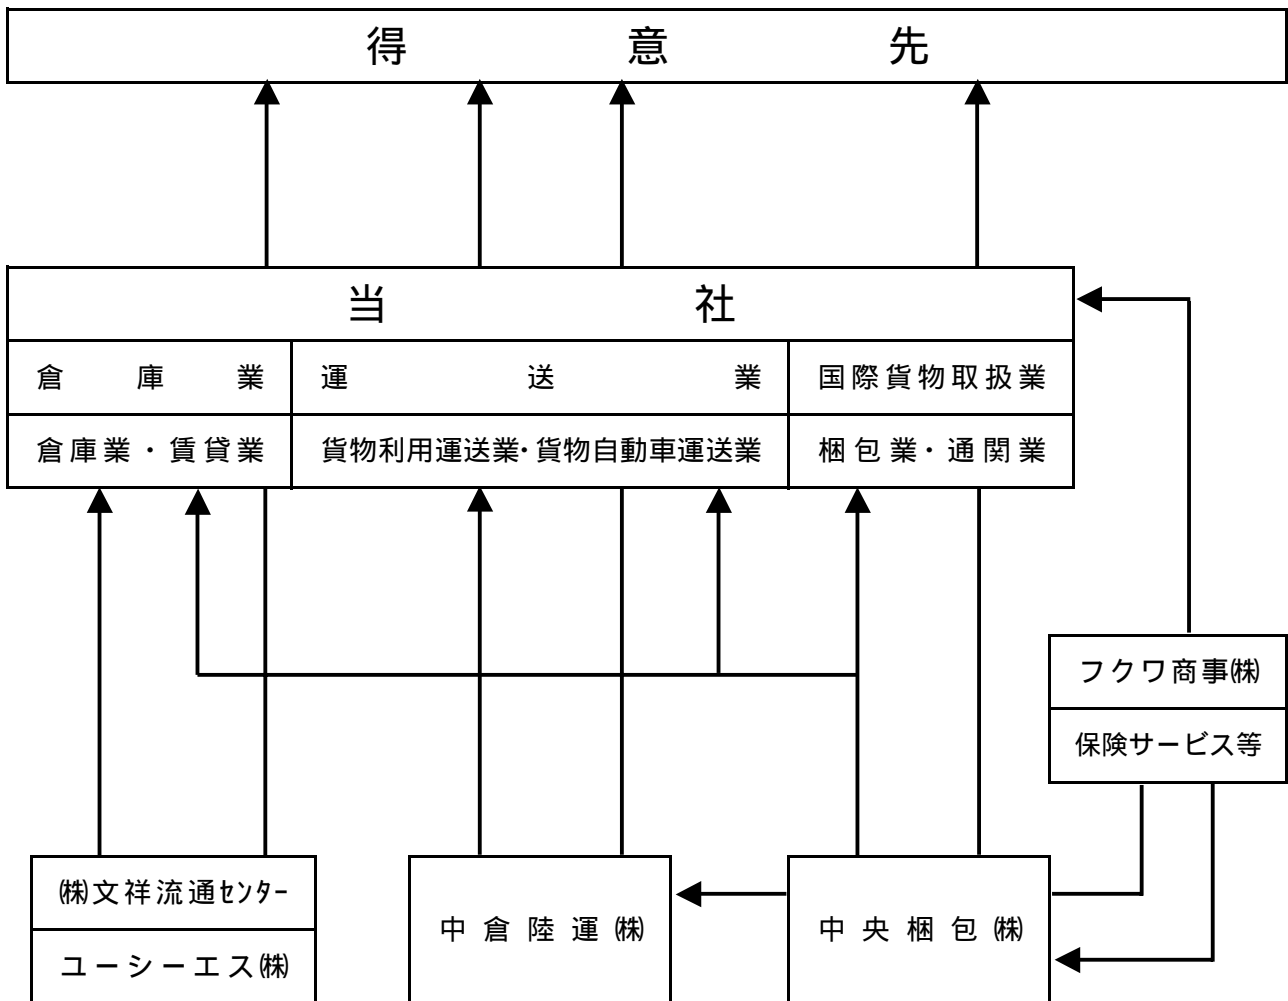 得意先
当社
倉庫業
運送業
国際貨物取扱業
倉庫業・賃貸業
貨物利用運送業・貨物自動車運送業
梱包業・通関業
フクワ商事㈱
保険サービス等
㈱文祥流通ｾﾝﾀｰ
ユーシーエス㈱
中倉陸運㈱
中央梱包㈱